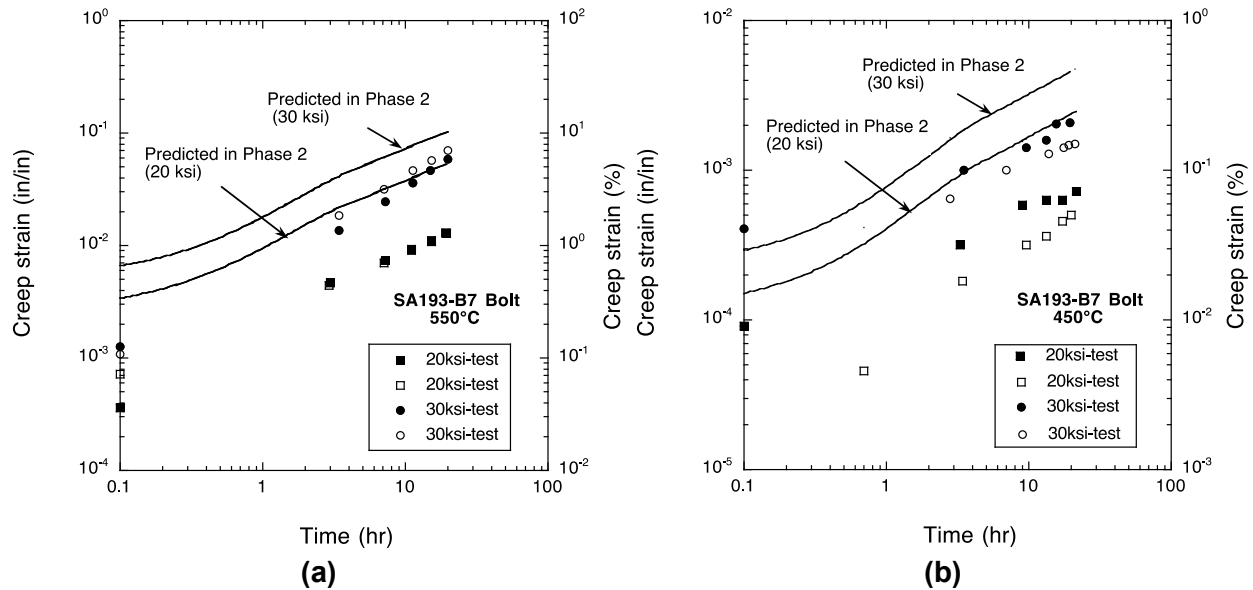 10^0
10^-1
10^-2
10^-3
10^-4
Creep strain (in/in)
10^2
10^1
10^0
10^-1
10^-2
Creep strain (%)
Predicted in Phase 2
(30 ksi)
Predicted in Phase 2
(20 ksi)
SA193-B7 Bolt
550°C
20ksi-test
20ksi-test
30ksi-test
30ksi-test
0.1 1 10 100
Time (hr)
(a)
10^-2
10^-3
10^-4
10^-5
Creep strain (in/in)
10^0
10^-1
10^-2
10^-3
Creep strain (%)
Predicted in Phase 2
(30 ksi)
Predicted in Phase 2
(20 ksi)
SA193-B7 Bolt
450°C
20ksi-test
20ksi-test
30ksi-test
30ksi-test
0.1 1 10 100
Time (hr)
(b)